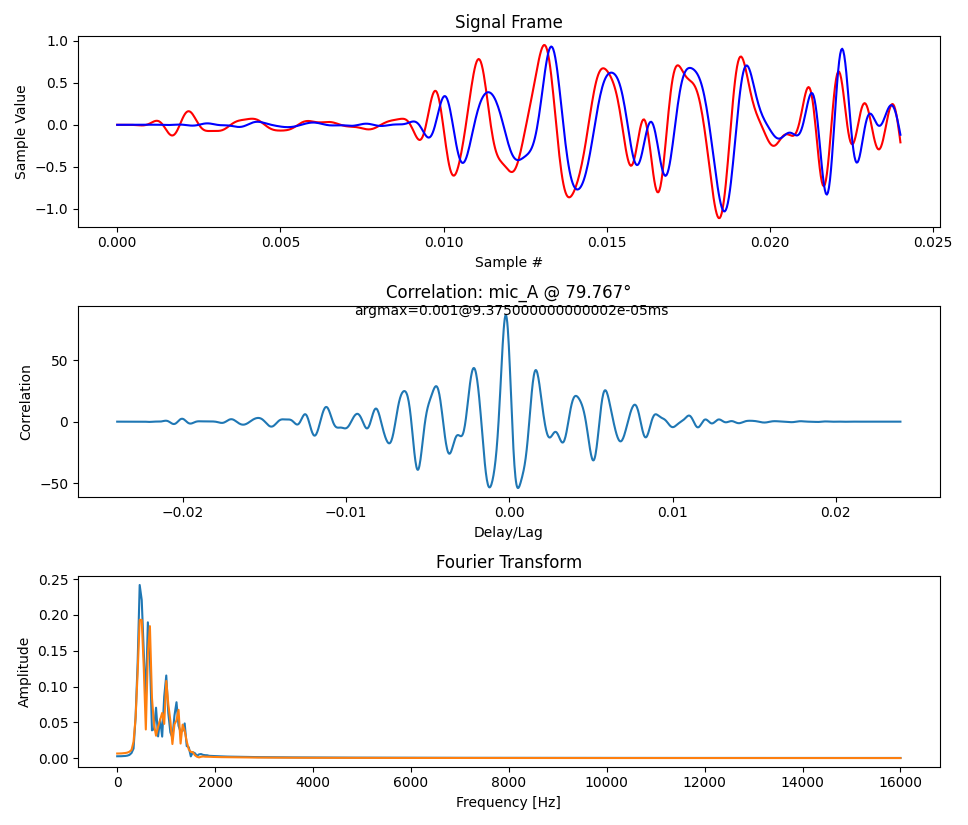 Signal Frame
1.0
0.5
0.0
−0.5
−1.0
Sample Value
0.000 0.005 0.010 0.015 0.020 0.025
Sample #
Correlation: mic_A @ 79.767°
argmax=0.001@9.375000000000002e-05ms
50
0
−50
Correlation
−0.02 −0.01 0.00 0.01 0.02
Delay/Lag
Fourier Transform
0.25
0.20
0.15
0.10
0.05
0.00
Amplitude
0 2000 4000 6000 8000 10000 12000 14000 16000
Frequency [Hz]